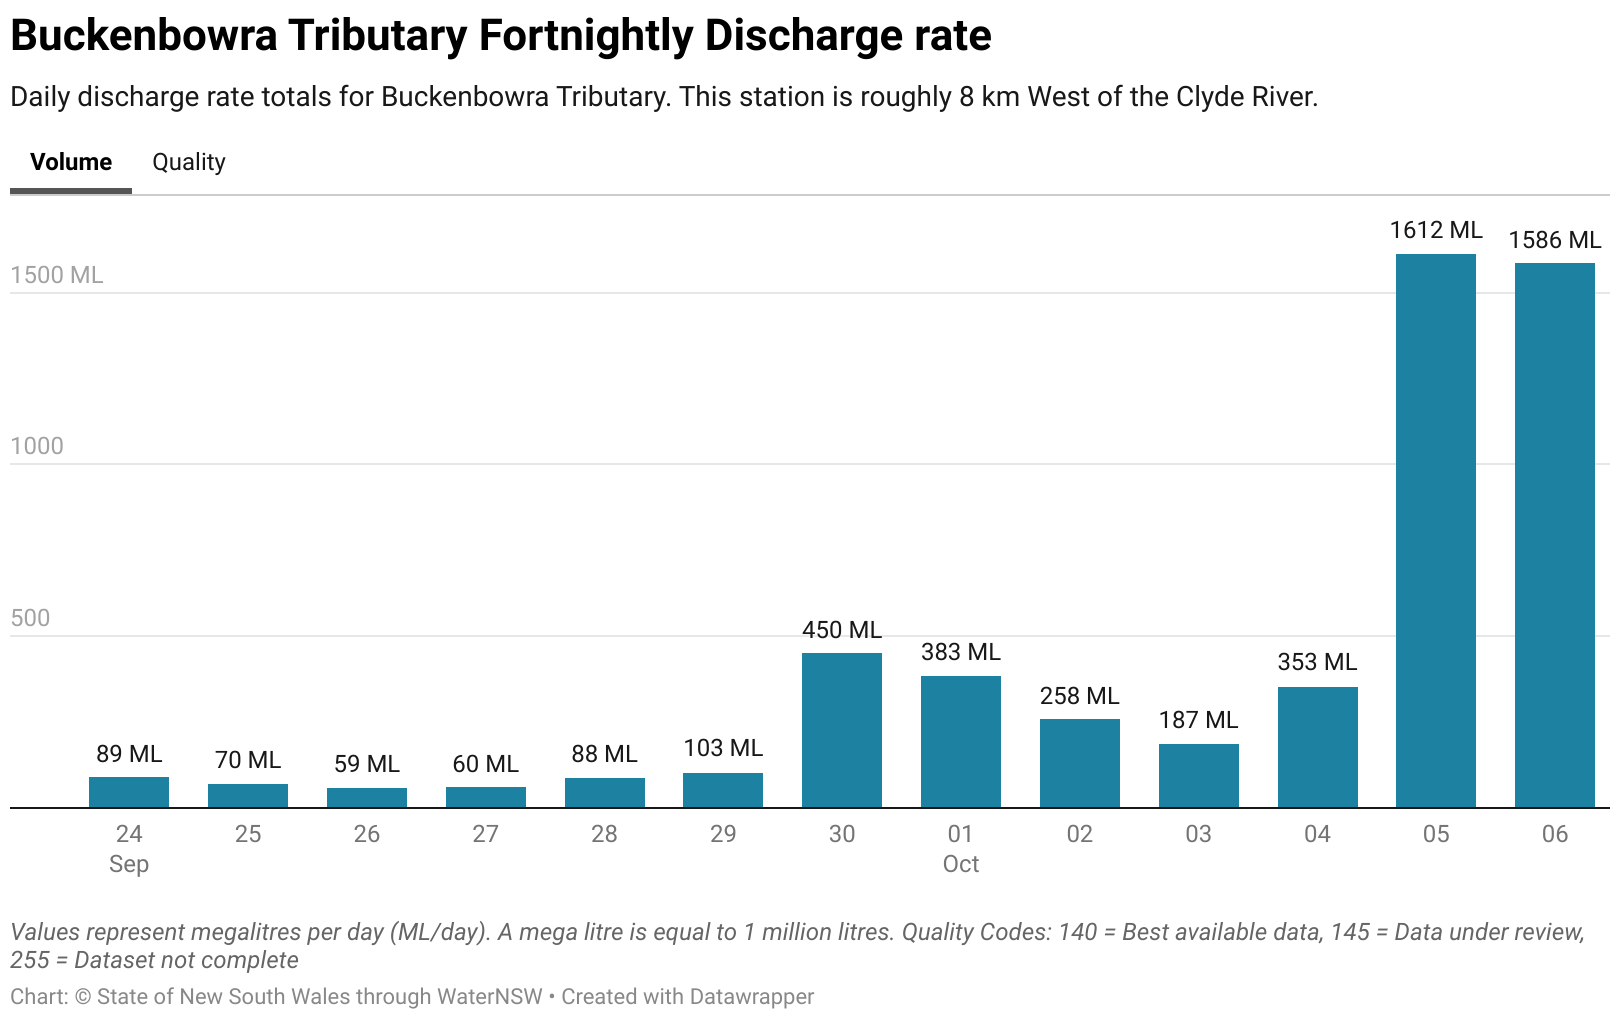 Buckenbowra Tributary Fortnightly Discharge rate
Daily discharge rate totals for Buckenbowra Tributary. This station is roughly 8 km West of the Clyde River.
Volume Quality
1612 ML 1586 ML
1500 ML
1000
500
450 ML 383 ML 353 ML
258 ML 187 ML
89 ML 70 ML 59 ML 60 ML 88 ML 103 ML
24 25 26 27 28 29 30 01 02 03 04 05 06
Sep Oct
Values represent megalitres per day (ML/day). A mega litre is equal to 1 million litres. Quality Codes: 140 = Best available data, 145 = Data under review,
255 = Dataset not complete
Chart: © State of New South Wales through WaterNSW • Created with Datawrapper